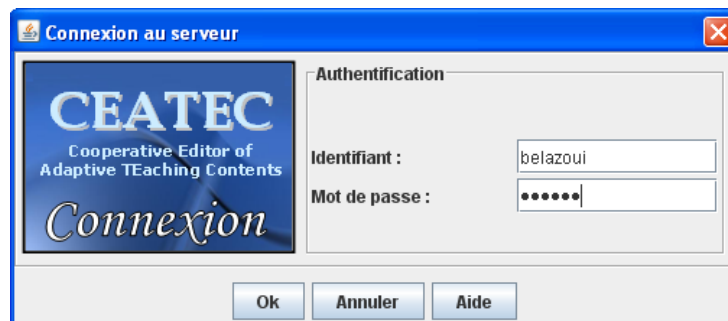 Connexion au serveur
CEATEC
Cooperative Editor of
Adaptive TEaching Contents
Connexion
Authentification
Identifiant :
belazoui
Mot de passe :
••••••
Ok
Annuler
Aide